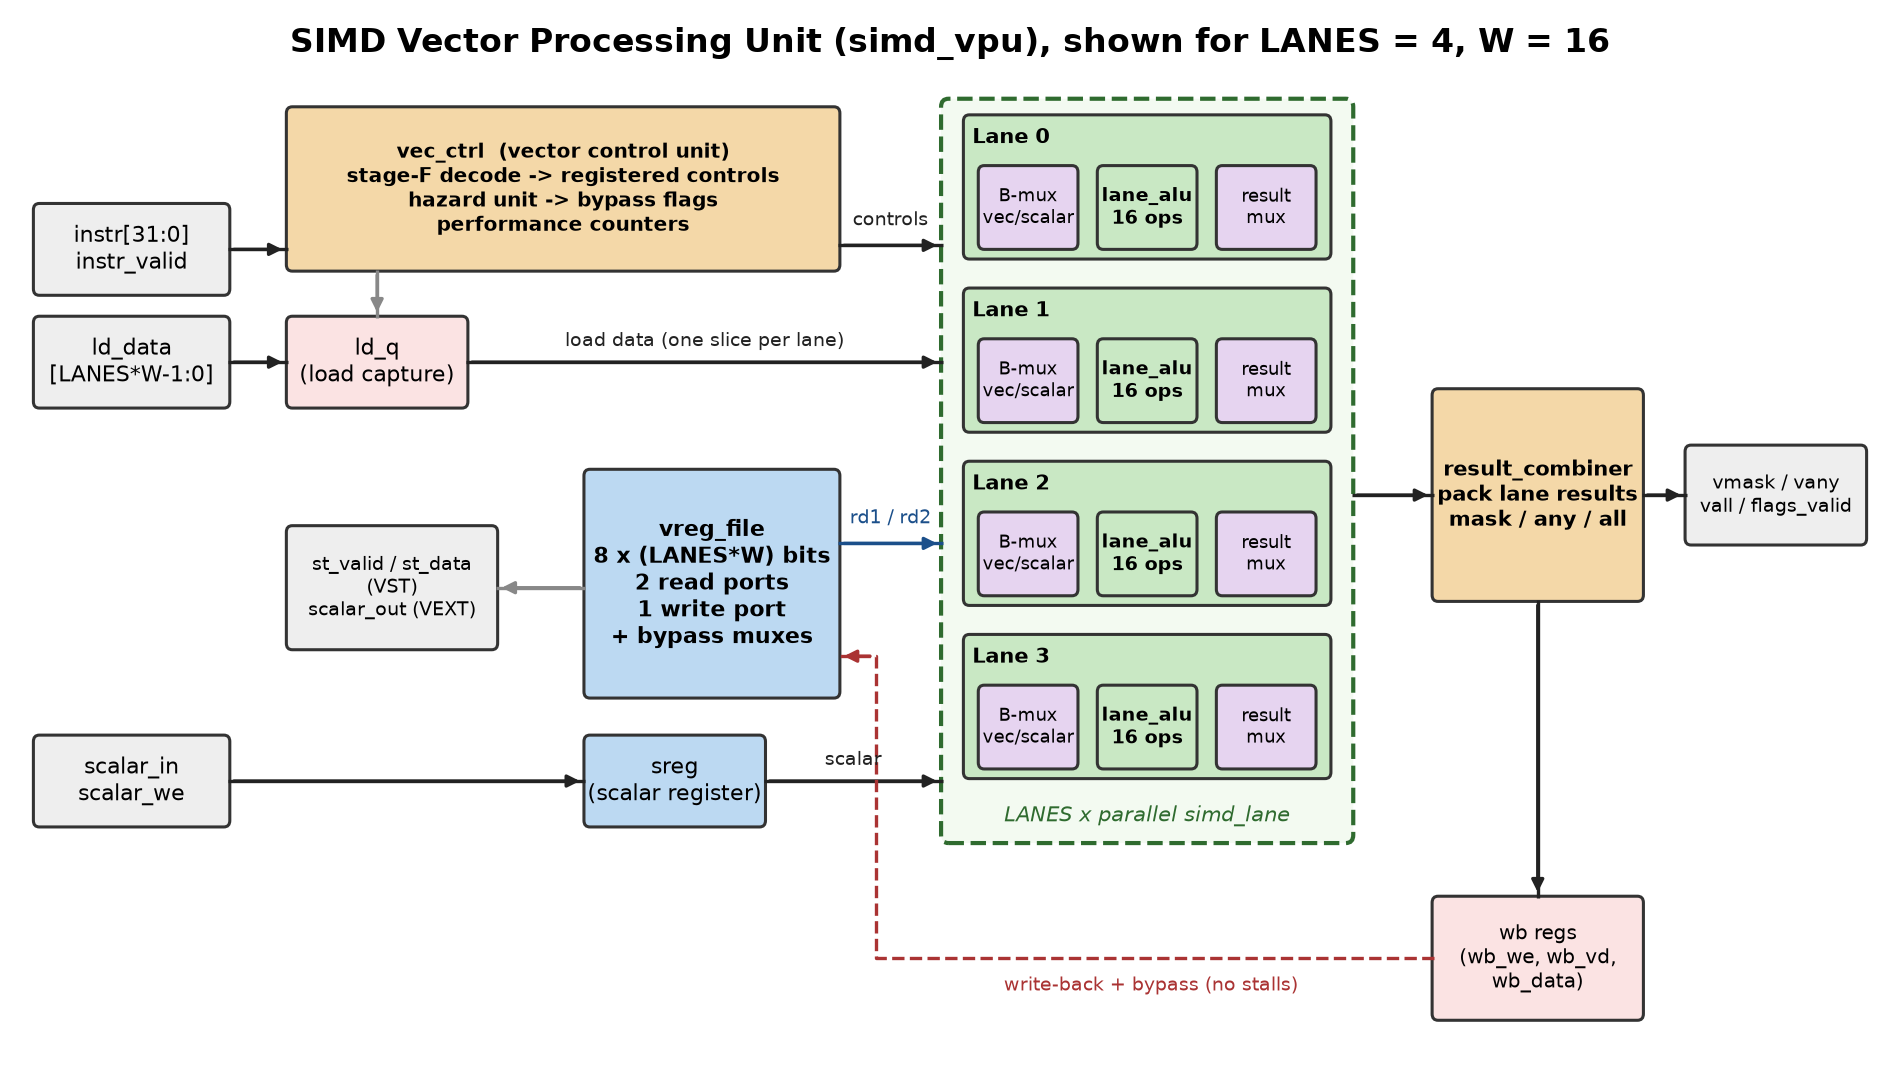 SIMD Vector Processing Unit (simd_vpu), shown for LANES = 4, W = 16
vec_ctrl  (vector control unit)
stage-F decode -> registered controls
hazard unit -> bypass flags
performance counters
instr[31:0]
instr_valid
controls
ld_data
[LANES*W-1:0]
ld_q
(load capture)
load data (one slice per lane)
vreg_file
8 x (LANES*W) bits
2 read ports
1 write port
+ bypass muxes
rd1 / rd2
st_valid / st_data
(VST)
scalar_out (VEXT)
scalar_in
scalar_we
sreg
(scalar register)
scalar
Lane 0
B-mux
vec/scalar
lane_alu
16 ops
result
mux
Lane 1
B-mux
vec/scalar
lane_alu
16 ops
result
mux
Lane 2
B-mux
vec/scalar
lane_alu
16 ops
result
mux
Lane 3
B-mux
vec/scalar
lane_alu
16 ops
result
mux
LANES x parallel simd_lane
result_combiner
pack lane results
mask / any / all
vmask / vany
vall / flags_valid
wb regs
(wb_we, wb_vd,
wb_data)
write-back + bypass (no stalls)